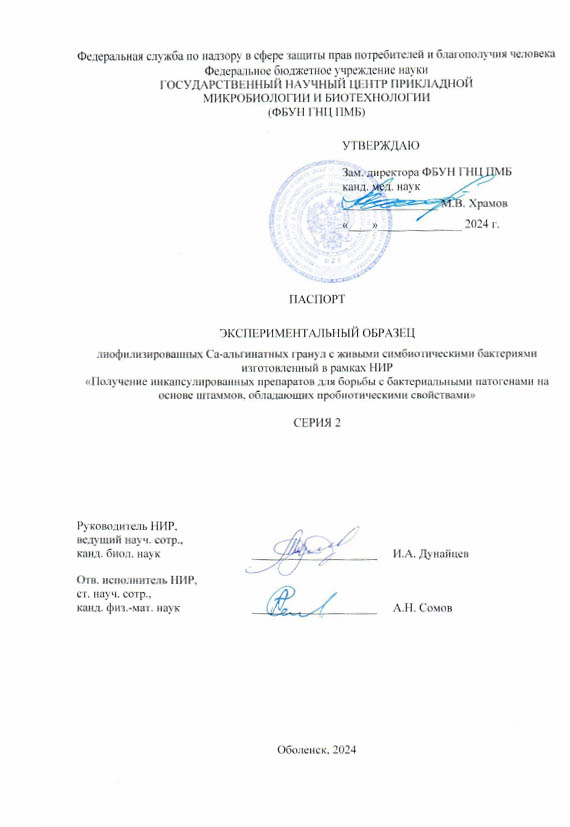 Федеральная служба по надзору в сфере защиты прав потребителей и благополучия человека
Федеральное бюджетное учреждение науки
ГОСУДАРСТВЕННЫЙ НАУЧНЫЙ ЦЕНТР ПРИКЛАДНОЙ
МИКРОБИОЛОГИИ И БИОТЕХНОЛОГИИ
(ФБУН ГНЦ ПМБ)
УТВЕРЖДАЮ
Зам. директора ФБУН ГНЦ ПМБ
канд. мед. наук
М.В. Храмов
«____»______________ 2024 г.
ПАСПОРТ
ЭКСПЕРИМЕНТАЛЬНЫЙ ОБРАЗЕЦ
лиофилизированных Са-альгинатных гранул с живыми симбиотическими бактериями
изготовленный в рамках НИР
«Получение инкапсулированных препаратов для борьбы с бактериальными патогенами на
основе штаммов, обладающих пробиотическими свойствами»
СЕРИЯ 2
Руководитель НИР,
ведущий науч. сотр.,
канд. биол. наук И.А. Дунайцев
Отв. исполнитель НИР,
ст. науч. сотр.,
канд. физ.-мат. наук А.Н. Сомов
Оболенск, 2024